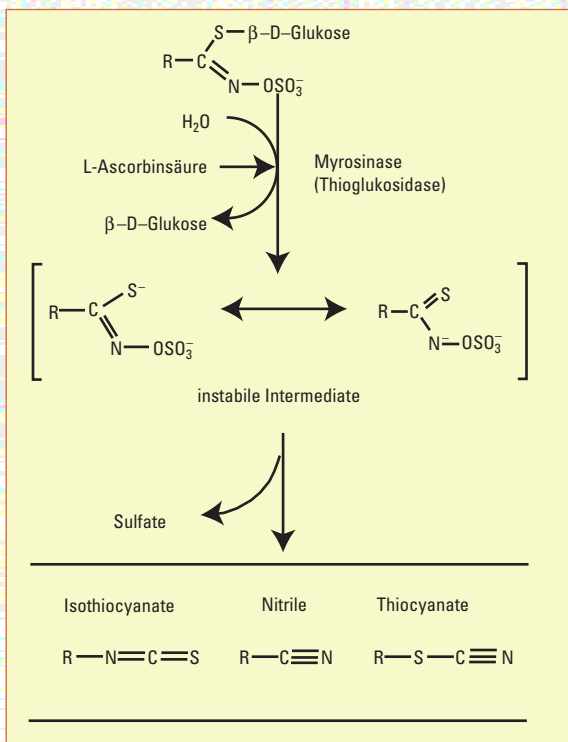 S—β–D–Glukose
R—C
N—OSO₃⁻
H₂O
L-Ascorbinsäure
Myrosinase
(Thioglukosidase)
β–D–Glukose
S⁻
R—C
N—OSO₃⁻
S
R—C
N⁻—OSO₃⁻
instabile Intermediate
Sulfate
Isothiocyanate Nitrile Thiocyanate
R—N=C=S R—C≡N R—S—C≡N